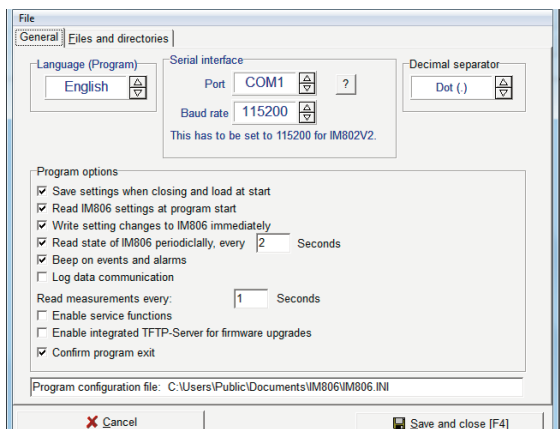 File
General Files and directories
Language (Program)
English
Serial interface
Port COM1 ?
Baud rate 115200
This has to be set to 115200 for IM802V2.
Decimal separator
Dot (.)
Program options
Save settings when closing and load at start
Read IM806 settings at program start
Write setting changes to IM806 immediately
Read state of IM806 periodiclally, every 2 Seconds
Beep on events and alarms
Log data communication
Read measurements every: 1 Seconds
Enable service functions
Enable integrated TFTP-Server for firmware upgrades
Confirm program exit
Program configuration file: C:\Users\Public\Documents\IM806\IM806.INI
Cancel Save and close [F4]